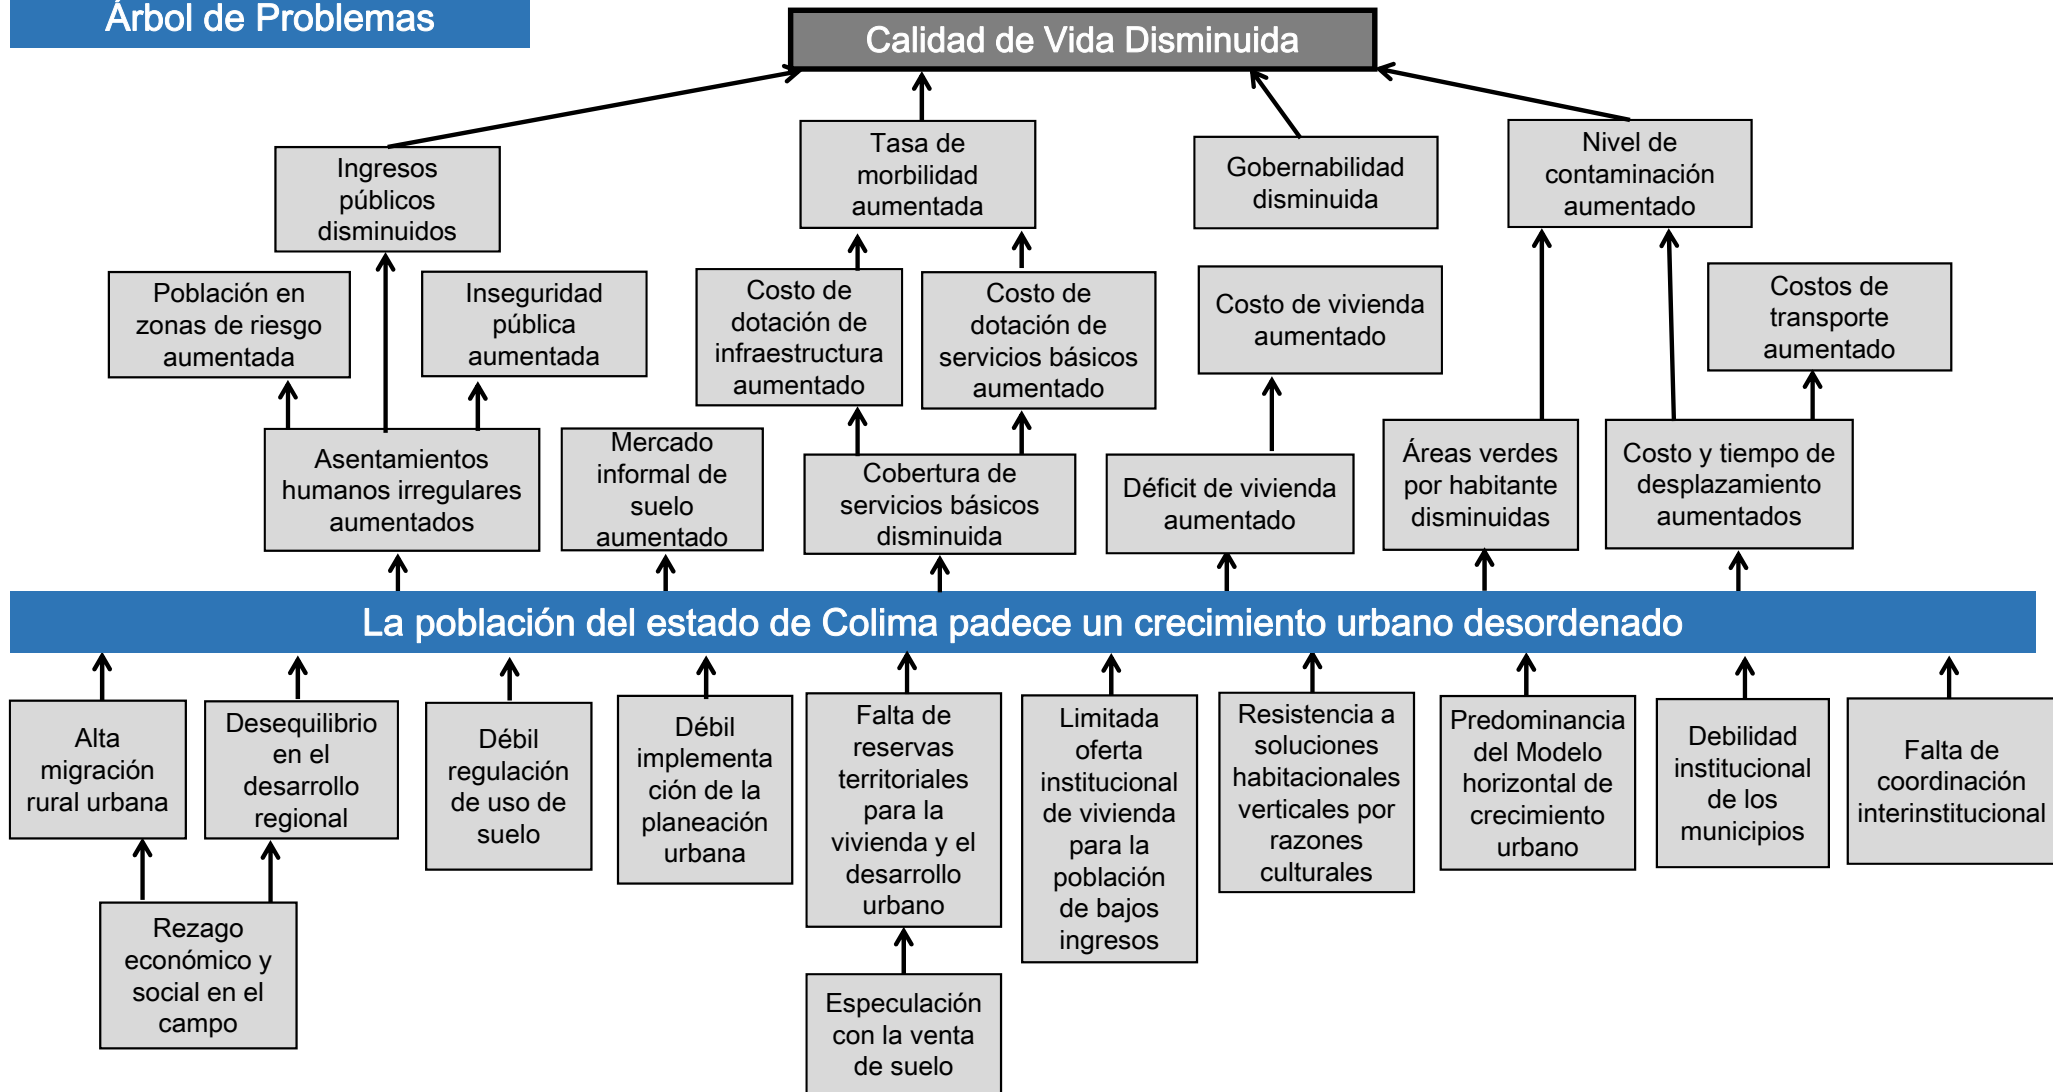 Árbol de Problemas
Calidad de Vida Disminuida
Ingresos
públicos
disminuidos
Tasa de
morbilidad
aumentada
Gobernabilidad
disminuida
Nivel de
contaminación
aumentado
Población en
zonas de riesgo
aumentada
Inseguridad
pública
aumentada
Costo de
dotación de
infraestructura
aumentado
Costo de
dotación de
servicios básicos
aumentado
Costo de vivienda
aumentado
Costos de
transporte
aumentado
Asentamientos
humanos irregulares
aumentados
Mercado
informal de
suelo
aumentado
Cobertura de
servicios básicos
disminuida
Déficit de vivienda
aumentado
Áreas verdes
por habitante
disminuidas
Costo y tiempo de
desplazamiento
aumentados
La población del estado de Colima padece un crecimiento urbano desordenado
Alta
migración
rural urbana
Desequilibrio
en el
desarrollo
regional
Débil
regulación
de uso de
suelo
Débil
implementa
ción de la
planeación
urbana
Falta de
reservas
territoriales
para la
vivienda y el
desarrollo
urbano
Limitada
oferta
institucional
de vivienda
para la
población
de bajos
ingresos
Resistencia a
soluciones
habitacionales
verticales por
razones
culturales
Predominancia
del Modelo
horizontal de
crecimiento
urbano
Debilidad
institucional
de los
municipios
Falta de
coordinación
interinstitucional
Rezago
económico y
social en el
campo
Especulación
con la venta
de suelo